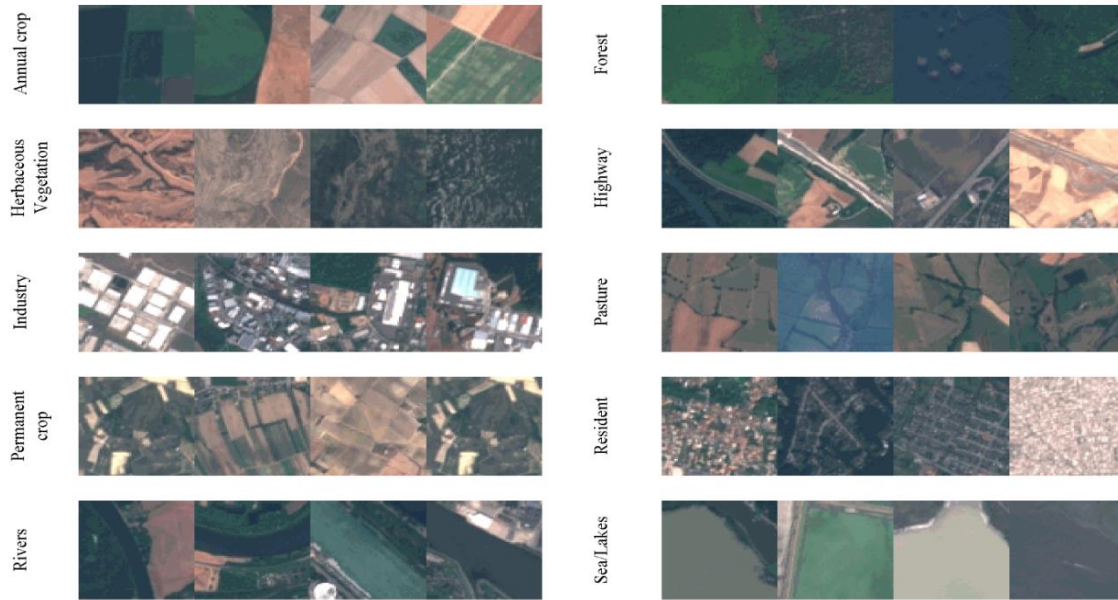 Annual crop
Forest
Herbaceous
Vegetation
Highway
Industry
Pasture
Permanent
crop
Resident
Rivers
Sea/Lakes